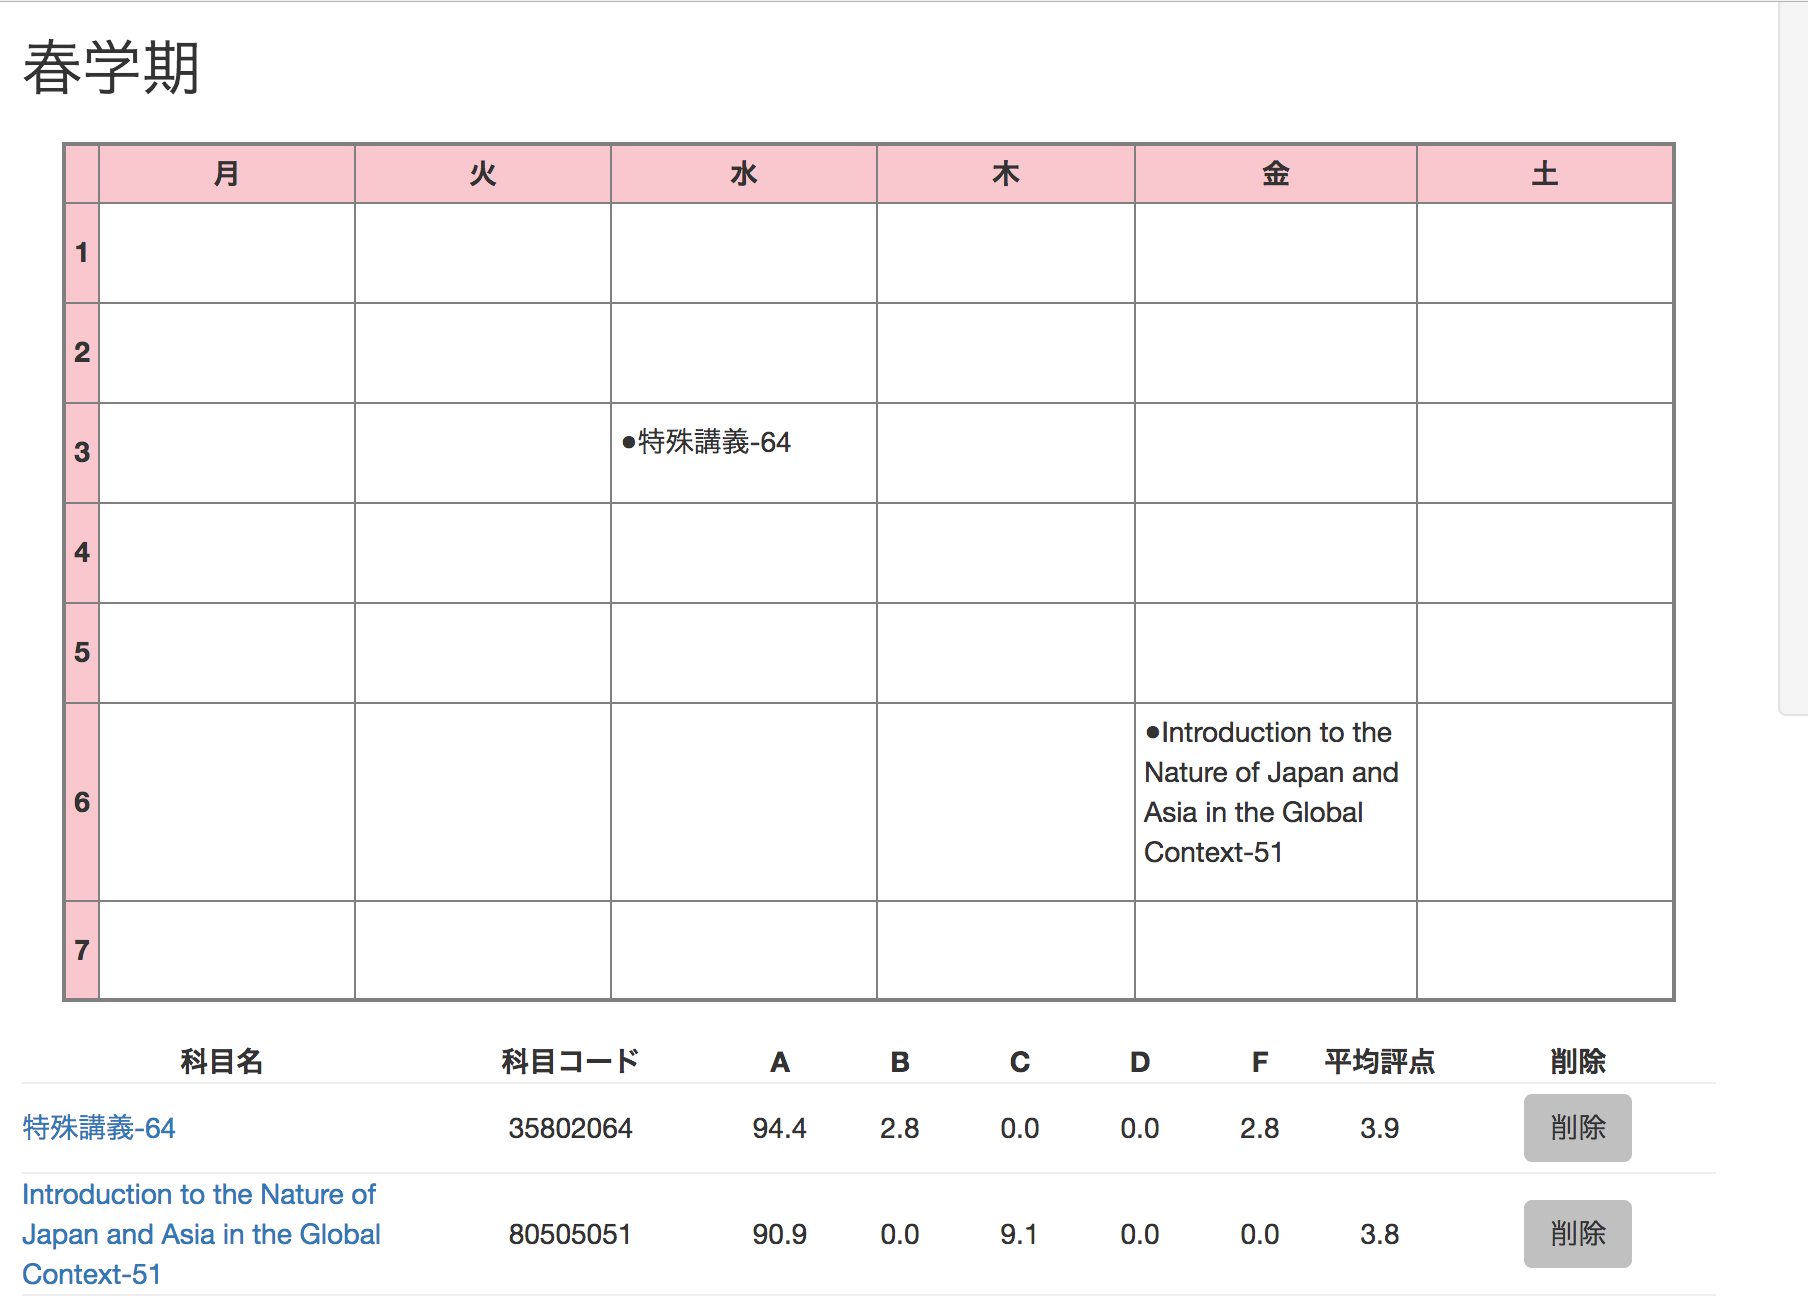 春学期
月 火 水 木 金 土
1
2
3 ●特殊講義-64
4
5
6 ●Introduction to the
Nature of Japan and
Asia in the Global
Context-51
7
科目名 科目コード A B C D F 平均評点 削除
特殊講義-64 35802064 94.4 2.8 0.0 0.0 2.8 3.9 削除
Introduction to the Nature of
Japan and Asia in the Global 80505051 90.9 0.0 9.1 0.0 0.0 3.8 削除
Context-51